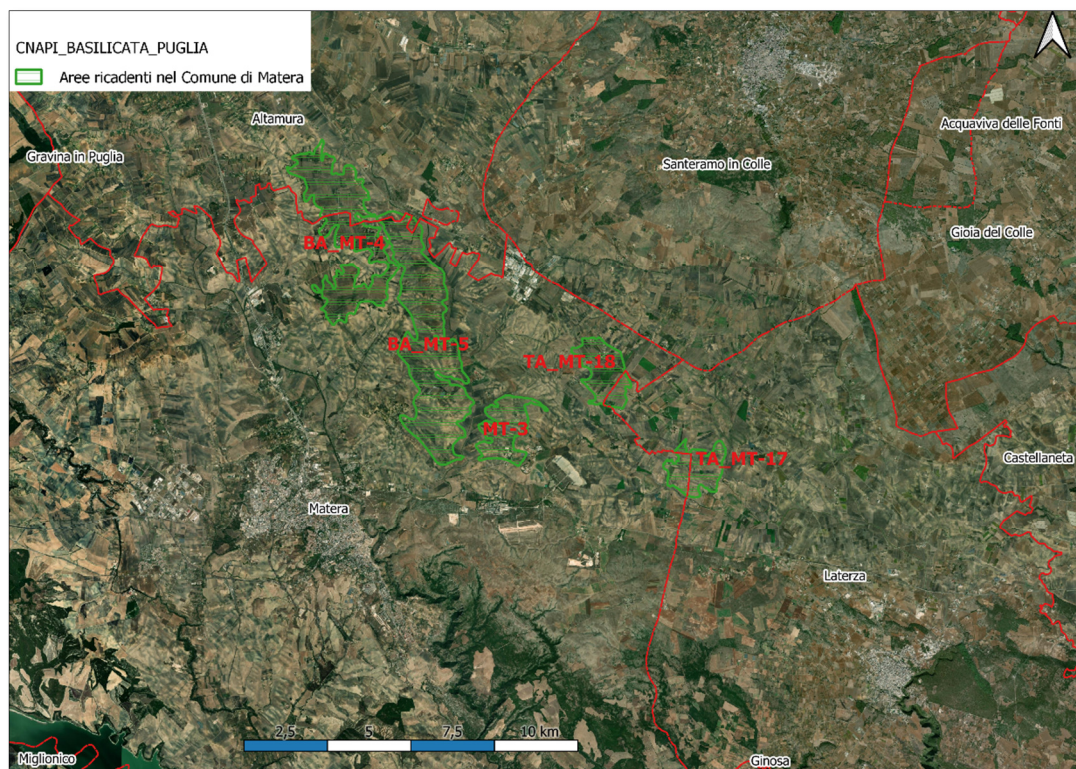 CNAPI_BASILICATA_PUGLIA
Aree ricadenti nel Comune di Matera
Altamura
Acquaviva delle Fonti
Gravina in Puglia
Santeramo in Colle
Gioia del Colle
BA_MT-4
BA_MT-5
TA_MT-18
MT-3
TA_MT-17
Castellaneta
Matera
Laterza
2,5 5 7,5 10 km
Miglionico
Ginosa